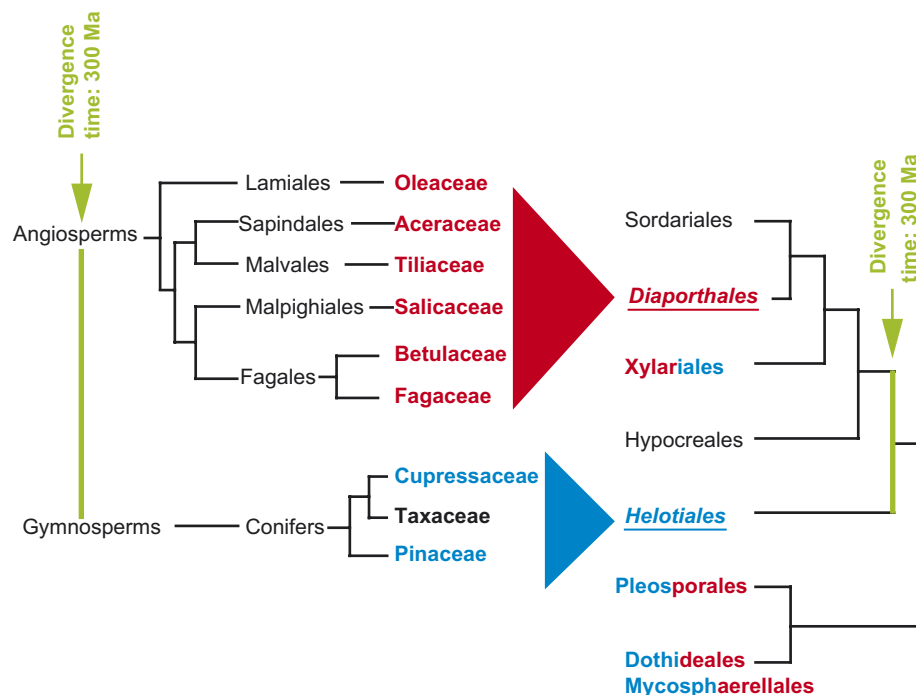 Divergence
time: 300 Ma
Angiosperms
Gymnosperms
Lamiales
Sapindales
Malvales
Malpighiales
Fagales
Conifers
Oleaceae
Aceraceae
Tiliaceae
Salicaceae
Betulaceae
Fagaceae
Cupressaceae
Taxaceae
Pinaceae
Sordariales
Diaporthales
Xylariales
Hypocreales
Helotiales
Pleosporales
Dothideales
Mycosphaerellales
Divergence
time: 300 Ma